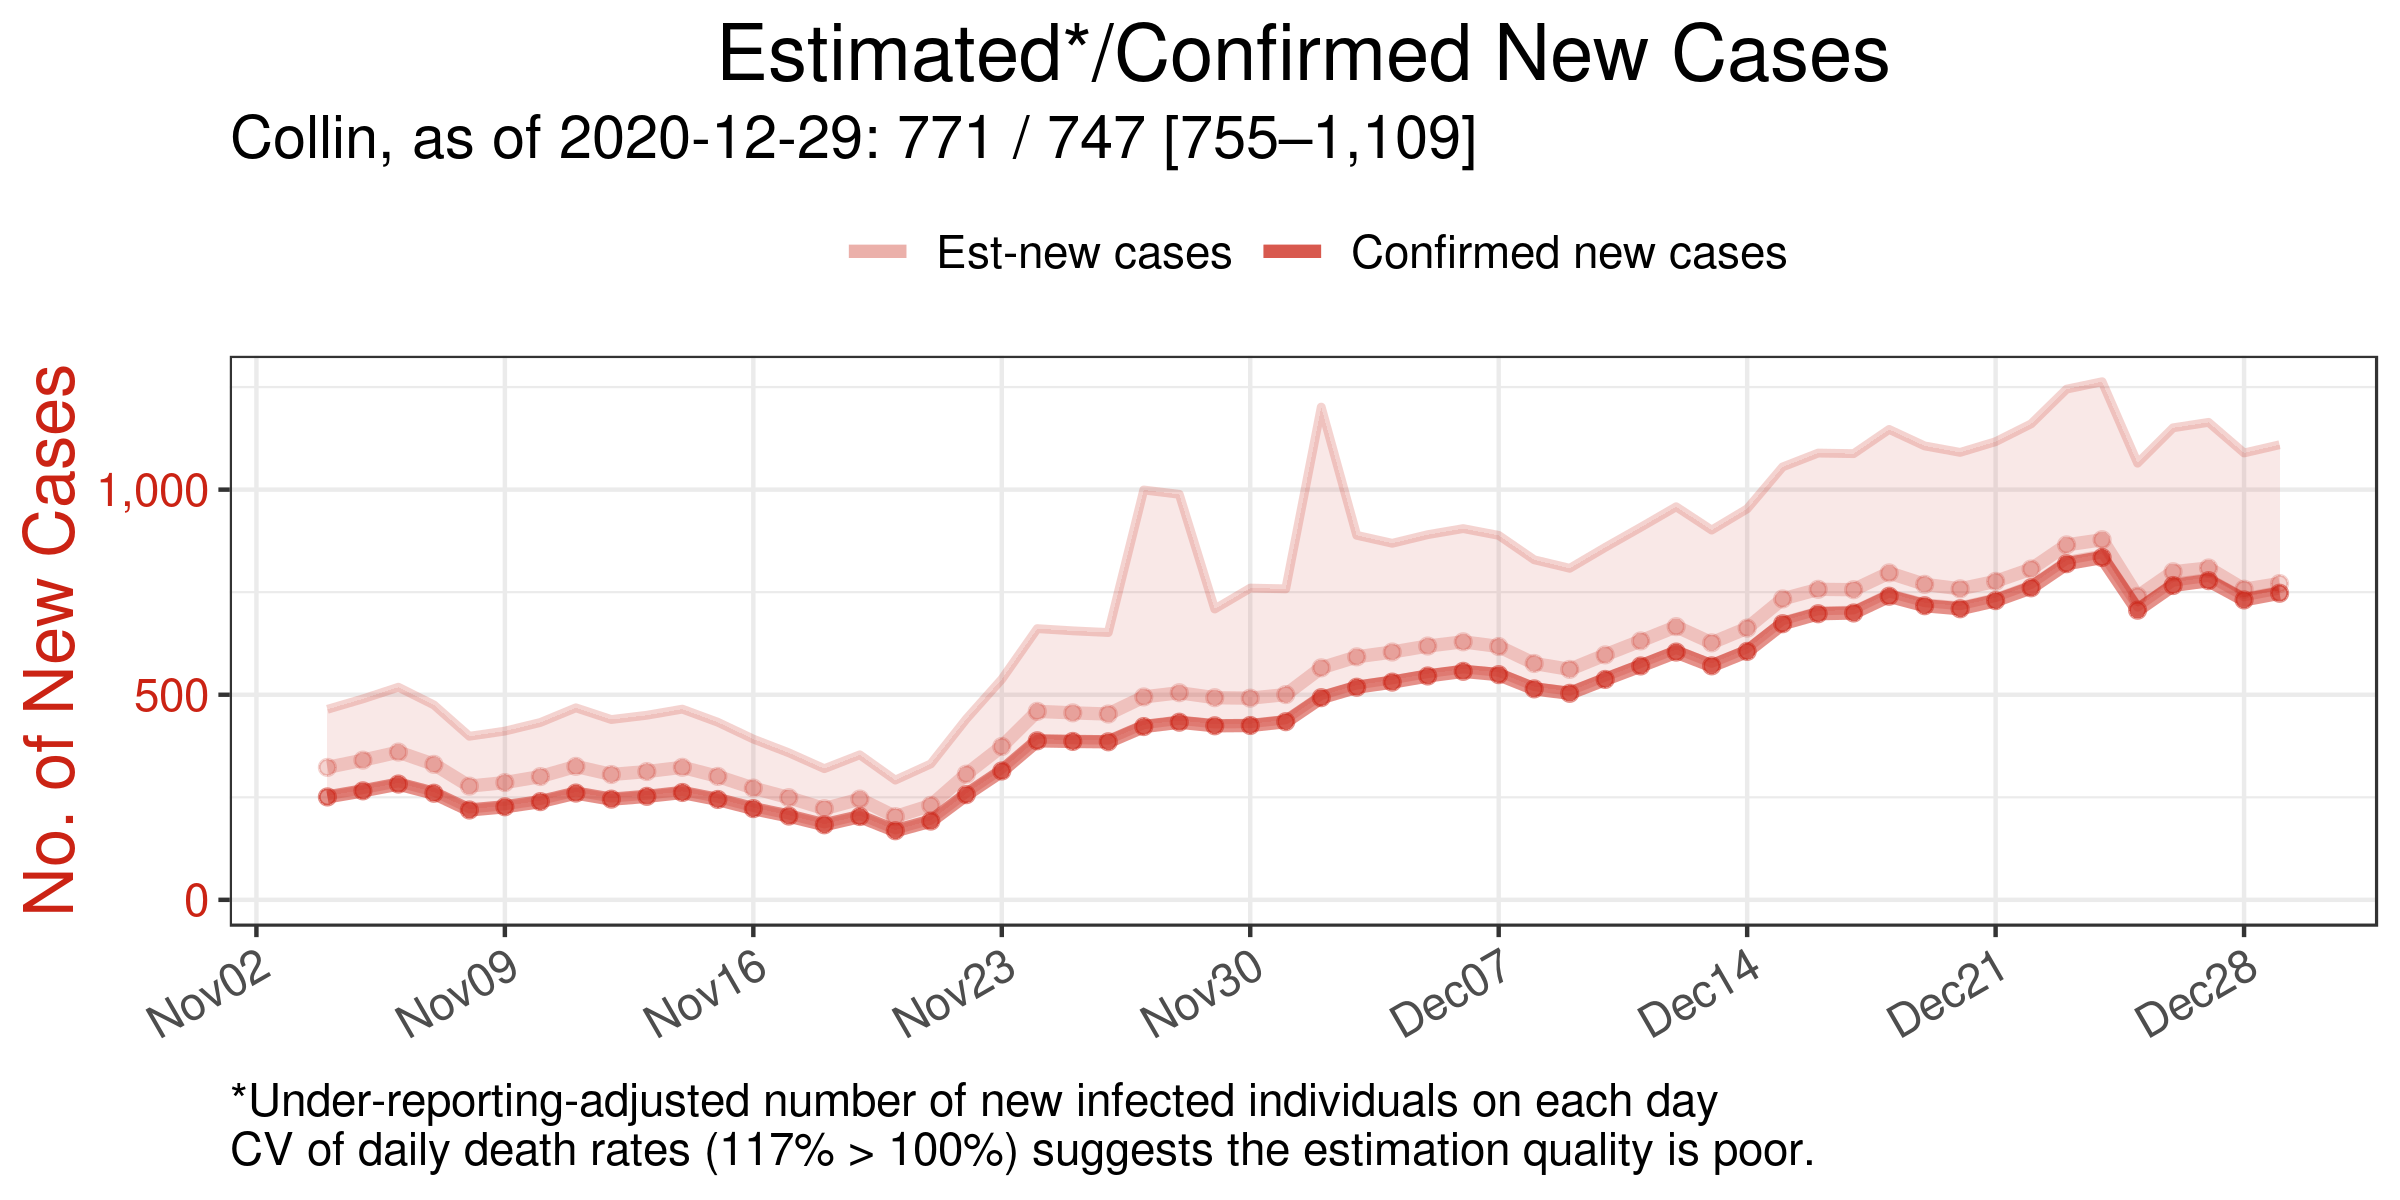 Estimated*/Confirmed New Cases
Collin, as of 2020-12-29: 771 / 747 [755–1,109]
Est-new cases Confirmed new cases
No. of New Cases
1,000
500
0
Nov02 Nov09 Nov16 Nov23 Nov30 Dec07 Dec14 Dec21 Dec28
*Under-reporting-adjusted number of new infected individuals on each day
CV of daily death rates (117% > 100%) suggests the estimation quality is poor.